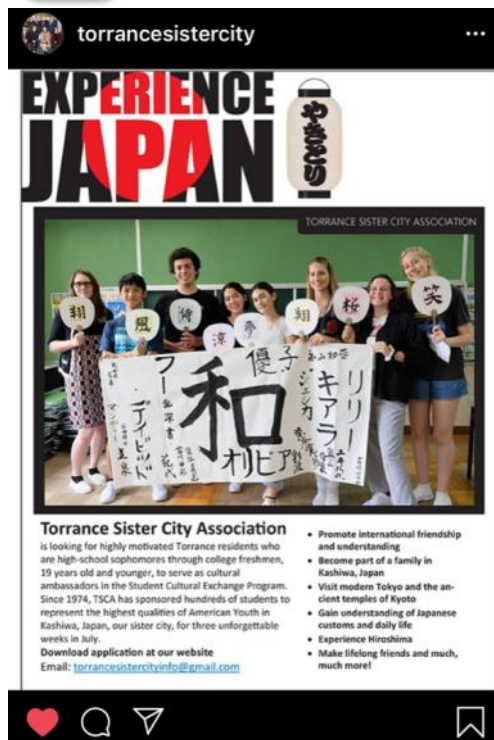 torrancesistercity
EXPERIENCE
JAPAN
やきとり
TORRANCE SISTER CITY ASSOCIATION
翔
風
涼
夢
翔
桜
笑
和
優子
オリビア
ジェシカ
キアラ
リリー
デイビッド
Torrance Sister City Association
is looking for highly motivated Torrance residents who
are high-school sophomores through college freshmen,
19 years old and younger, to serve as cultural
ambassadors in the Student Cultural Exchange Program.
Since 1974, TSCA has sponsored hundreds of students to
represent the highest qualities of American Youth in
Kashiwa, Japan, our sister city, for three unforgettable
weeks in July.
Download application at our website
Email: torrancesistercityinfo@gmail.com
• Promote international friendship
and understanding
• Become part of a family in
Kashiwa, Japan
• Visit modern Tokyo and the an-
cient temples of Kyoto
• Gain understanding of Japanese
customs and daily life
• Experience Hiroshima
• Make lifelong friends and much,
much more!